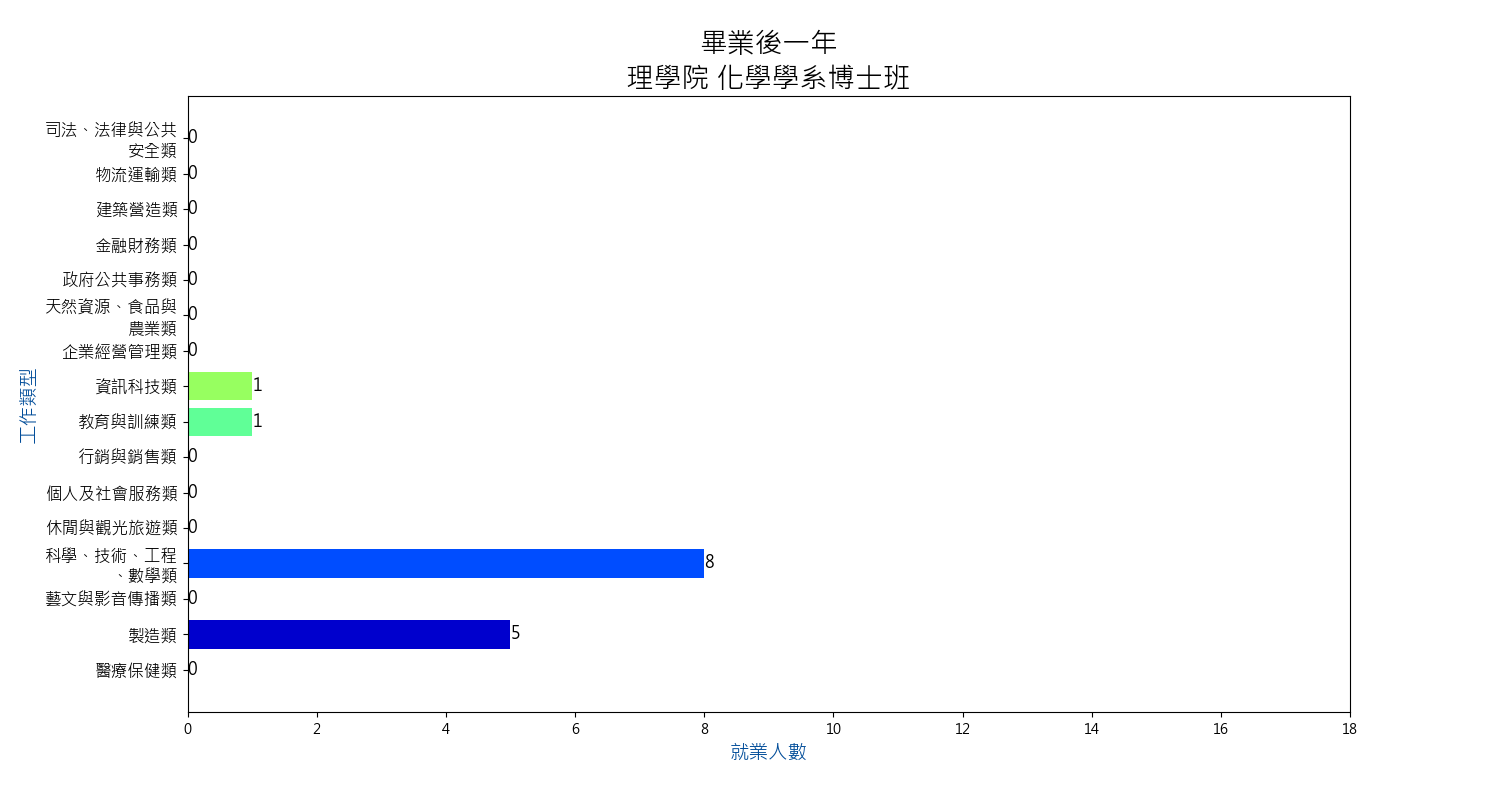 畢業後一年
理學院 化學學系博士班
司法、法律與公共
安全類
0
物流運輸類
0
建築營造類
0
金融財務類
0
政府公共事務類
0
天然資源、食品與
農業類
0
企業經營管理類
0
資訊科技類
1
教育與訓練類
1
行銷與銷售類
0
個人及社會服務類
0
休閒與觀光旅遊類
0
科學、技術、工程
、數學類
8
藝文與影音傳播類
0
製造類
5
醫療保健類
0
工作類型
0 2 4 6 8 10 12 14 16 18
就業人數